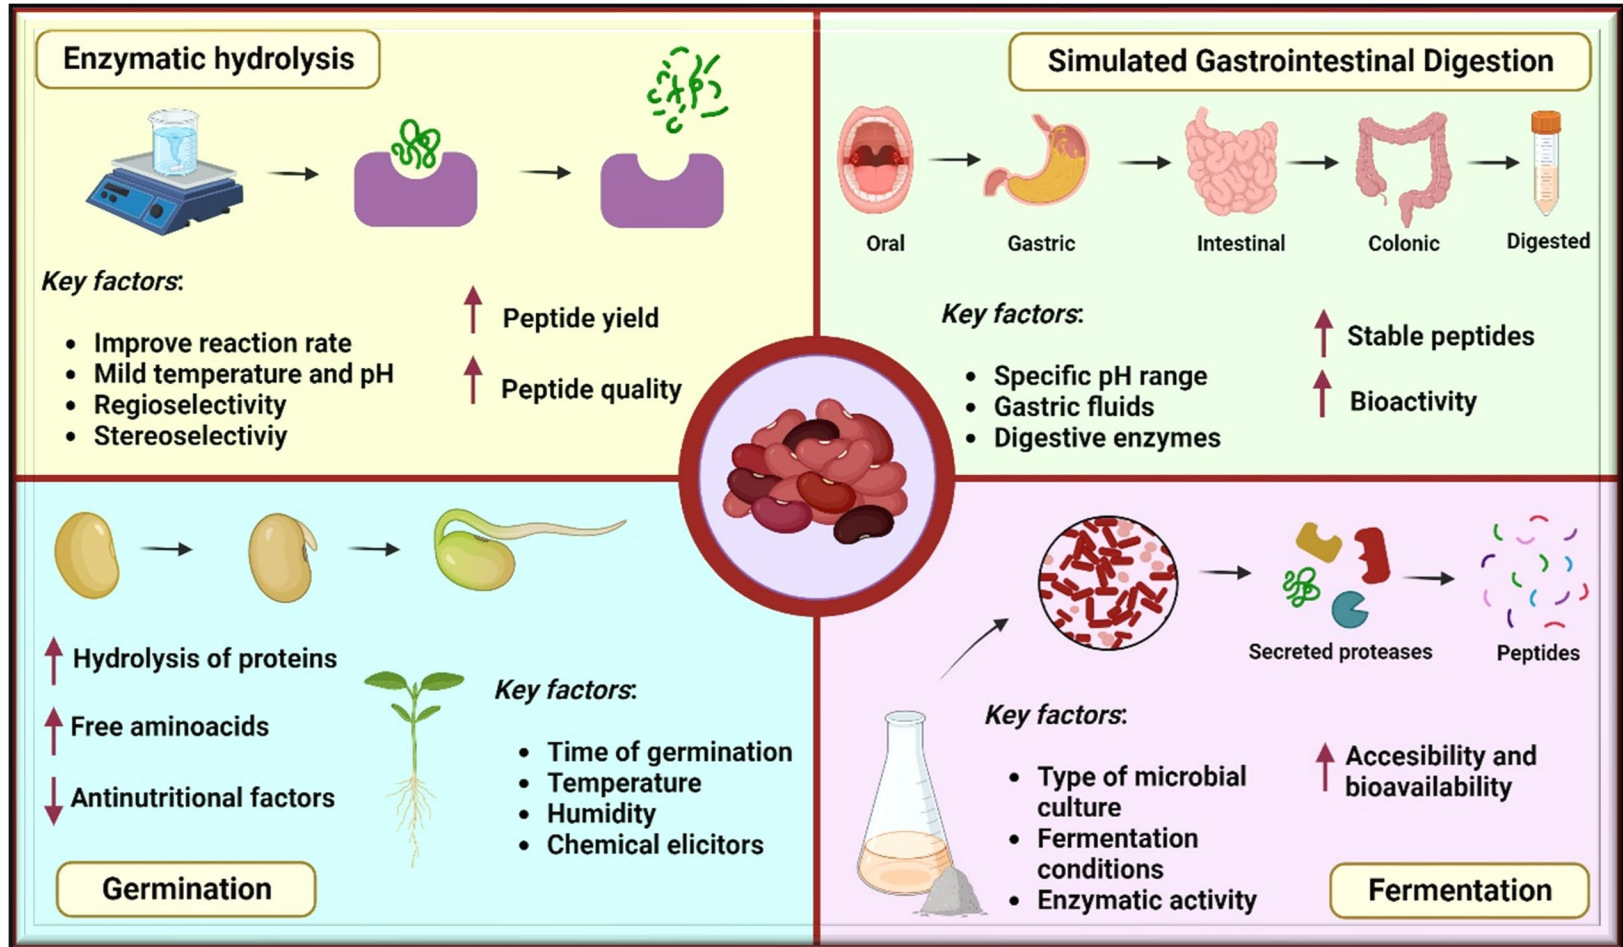 Enzymatic hydrolysis
Key factors:
• Improve reaction rate
• Mild temperature and pH
• Regioselectivity
• Stereoselectiviy
Peptide yield
Peptide quality
Simulated Gastrointestinal Digestion
Oral
Gastric
Intestinal
Colonic
Digested
Key factors:
• Specific pH range
• Gastric fluids
• Digestive enzymes
Stable peptides
Bioactivity
Hydrolysis of proteins
Free aminoacids
Antinutritional factors
Key factors:
• Time of germination
• Temperature
• Humidity
• Chemical elicitors
Germination
Secreted proteases
Peptides
Key factors:
• Type of microbial
culture
• Fermentation
conditions
• Enzymatic activity
Accesibility and
bioavailability
Fermentation